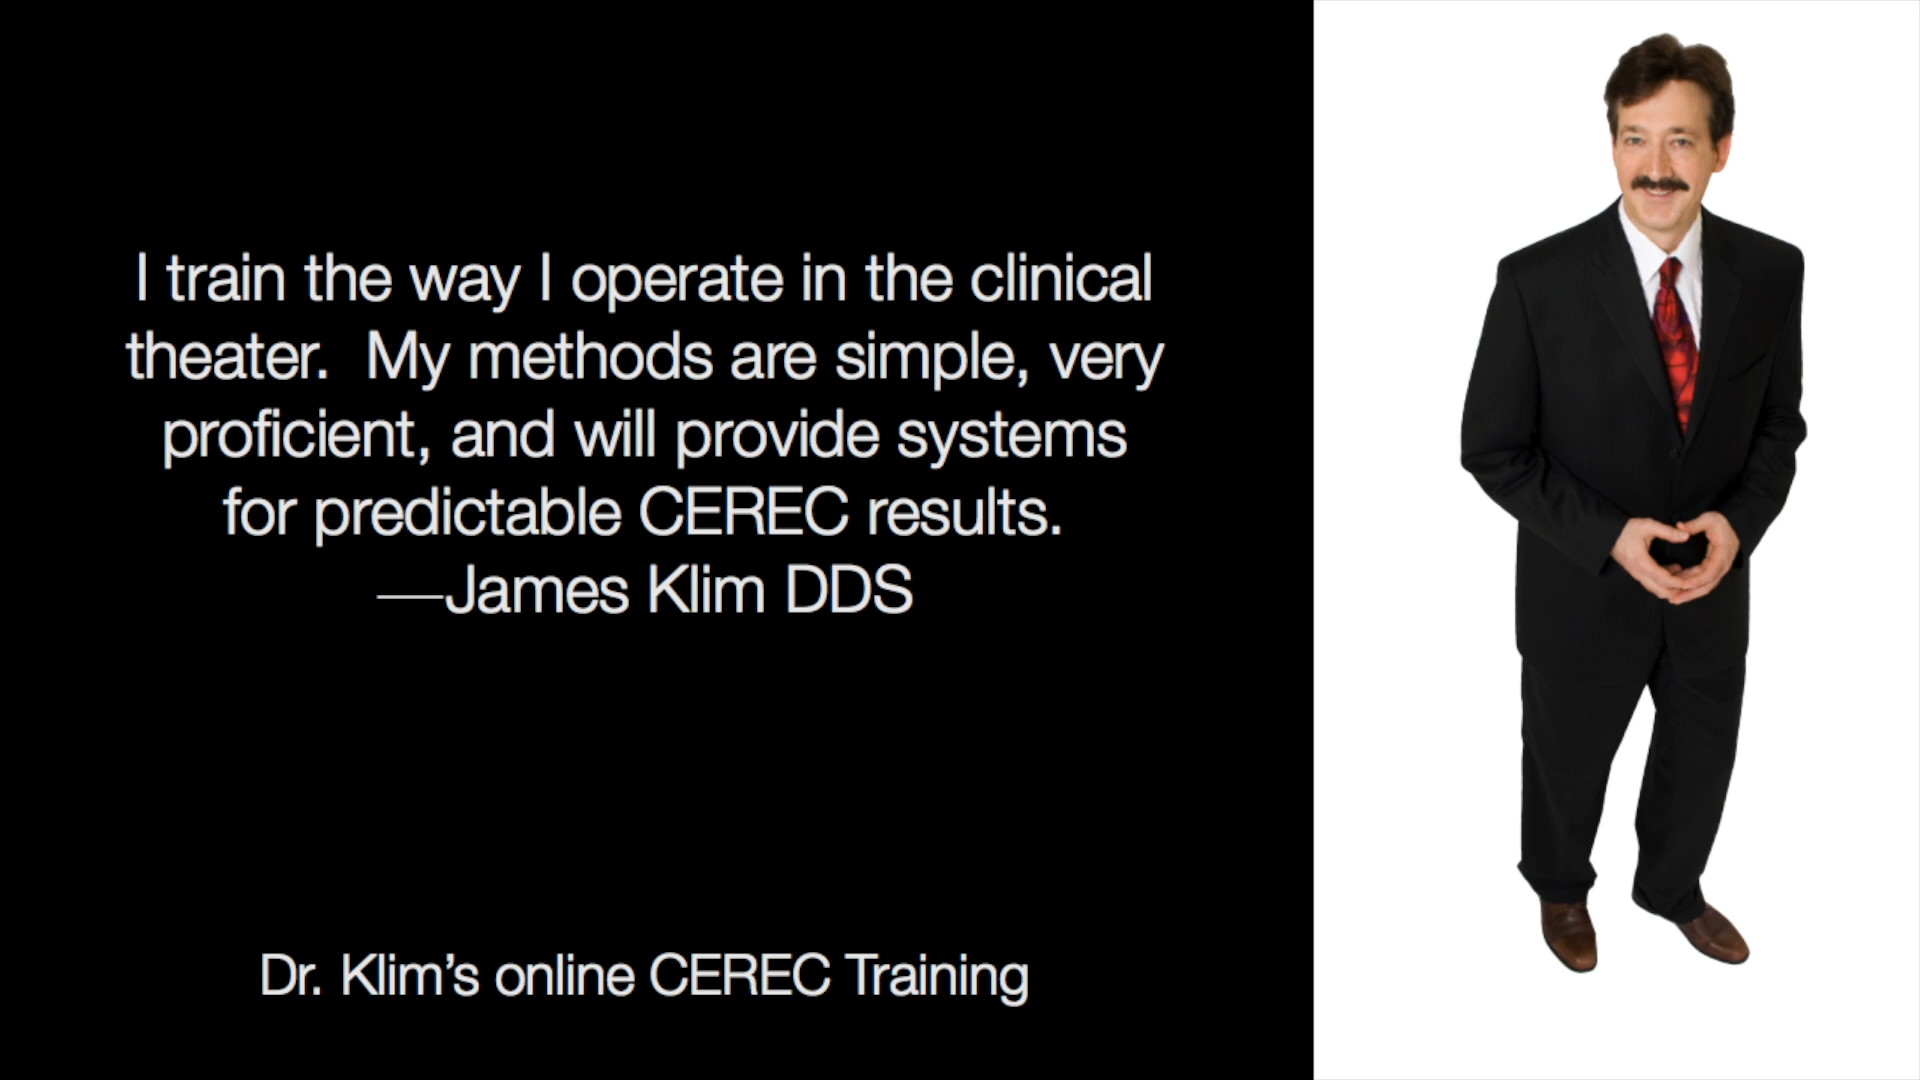 I train the way I operate in the clinical
theater.  My methods are simple, very
proficient, and will provide systems
for predictable CEREC results.
—James Klim DDS
Dr. Klim’s online CEREC Training